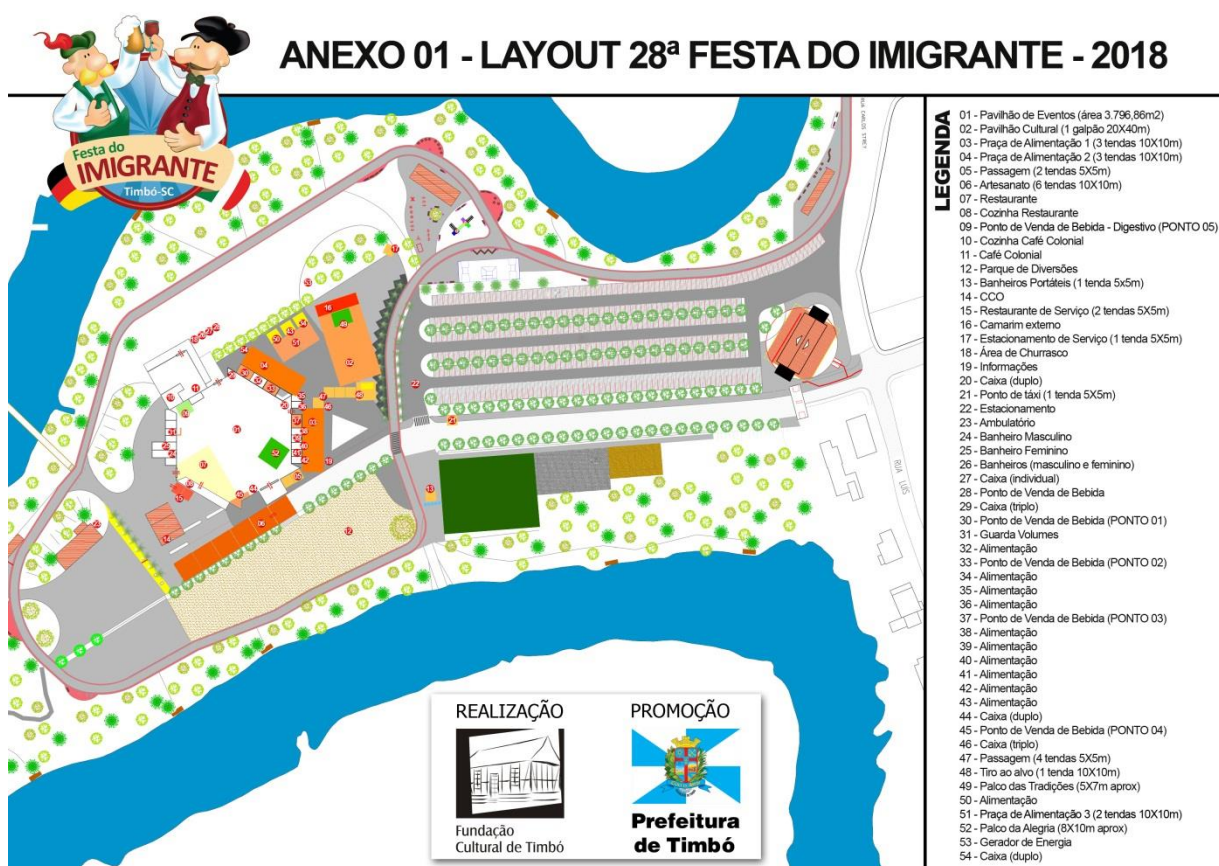 ANEXO 01 - LAYOUT 28ª FESTA DO IMIGRANTE - 2018
Festa do
IMIGRANTE
Timbó-SC
RUA CARLOS STRET
RUA LUIS
LEGENDA
01 - Pavilhão de Eventos (área 3.796,86m2)
02 - Pavilhão Cultural (1 galpão 20X40m)
03 - Praça de Alimentação 1 (3 tendas 10X10m)
04 - Praça de Alimentação 2 (3 tendas 10X10m)
05 - Passagem (2 tendas 5X5m)
06 - Artesanato (6 tendas 10X10m)
07 - Restaurante
08 - Cozinha Restaurante
09 - Ponto de Venda de Bebida - Digestivo (PONTO 05)
10 - Cozinha Café Colonial
11 - Café Colonial
12 - Parque de Diversões
13 - Banheiros Portáteis (1 tenda 5x5m)
14 - CCO
15 - Restaurante de Serviço (2 tendas 5X5m)
16 - Camarim externo
17 - Estacionamento de Serviço (1 tenda 5X5m)
18 - Área de Churrasco
19 - Informações
20 - Caixa (duplo)
21 - Ponto de táxi (1 tenda 5X5m)
22 - Estacionamento
23 - Ambulatório
24 - Banheiro Masculino
25 - Banheiro Feminino
26 - Banheiros (masculino e feminino)
27 - Caixa (individual)
28 - Ponto de Venda de Bebida
29 - Caixa (triplo)
30 - Ponto de Venda de Bebida (PONTO 01)
31 - Guarda Volumes
32 - Alimentação
33 - Ponto de Venda de Bebida (PONTO 02)
34 - Alimentação
35 - Alimentação
36 - Alimentação
37 - Ponto de Venda de Bebida (PONTO 03)
38 - Alimentação
39 - Alimentação
40 - Alimentação
41 - Alimentação
42 - Alimentação
43 - Alimentação
44 - Caixa (duplo)
45 - Ponto de Venda de Bebida (PONTO 04)
46 - Caixa (triplo)
47 - Passagem (4 tendas 5X5m)
48 - Tiro ao alvo (1 tenda 10X10m)
49 - Palco das Tradições (5X7m aprox)
50 - Alimentação
51 - Praça de Alimentação 3 (2 tendas 10X10m)
52 - Palco da Alegria (8X10m aprox)
53 - Gerador de Energia
54 - Caixa (duplo)
REALIZAÇÃO
Fundação
Cultural de Timbó
PROMOÇÃO
Prefeitura
de Timbó